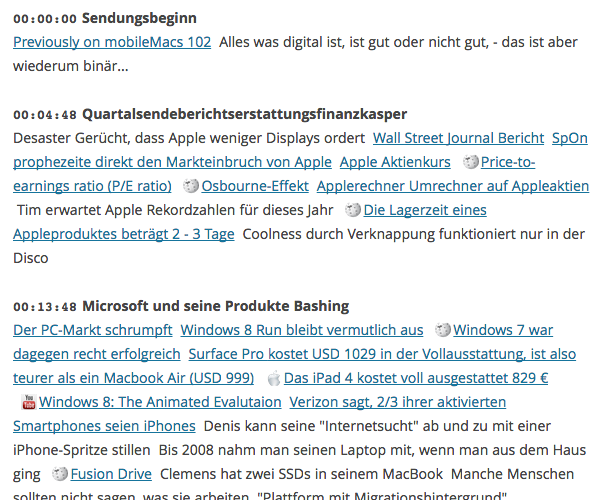 00:00:00 Sendungsbeginn
Previously on mobileMacs 102 Alles was digital ist, ist gut oder nicht gut, - das ist aber
wiederum binär...
00:04:48 Quartalsendeberichtserstattungsfinanzkasper
Desaster Gerücht, dass Apple weniger Displays ordert Wall Street Journal Bericht SpOn
prophezeite direkt den Markteinbruch von Apple Apple Aktienkurs Price-to-
earnings ratio (P/E ratio) Osbourne-Effekt Applerechner Umrechner auf Appleaktien
Tim erwartet Apple Rekordzahlen für dieses Jahr Die Lagerzeit eines
Appleproduktes beträgt 2 - 3 Tage Coolness durch Verknappung funktioniert nur in der
Disco
00:13:48 Microsoft und seine Produkte Bashing
Der PC-Markt schrumpft Windows 8 Run bleibt vermutlich aus Windows 7 war
dagegen recht erfolgreich Surface Pro kostet USD 1029 in der Vollausstattung, ist also
teurer als ein Macbook Air (USD 999) Das iPad 4 kostet voll ausgestattet 829 €
You Tube Windows 8: The Animated Evalutaion Verizon sagt, 2/3 ihrer aktivierten
Smartphones seien iPhones Denis kann seine "Internetsucht" ab und zu mit einer
iPhone-Spritze stillen Bis 2008 nahm man seinen Laptop mit, wenn man aus dem Haus
ging Fusion Drive Clemens hat zwei SSDs in seinem MacBook Manche Menschen
sollten nicht sagen, was sie arbeiten "Plattform mit Migrationshintergrund"